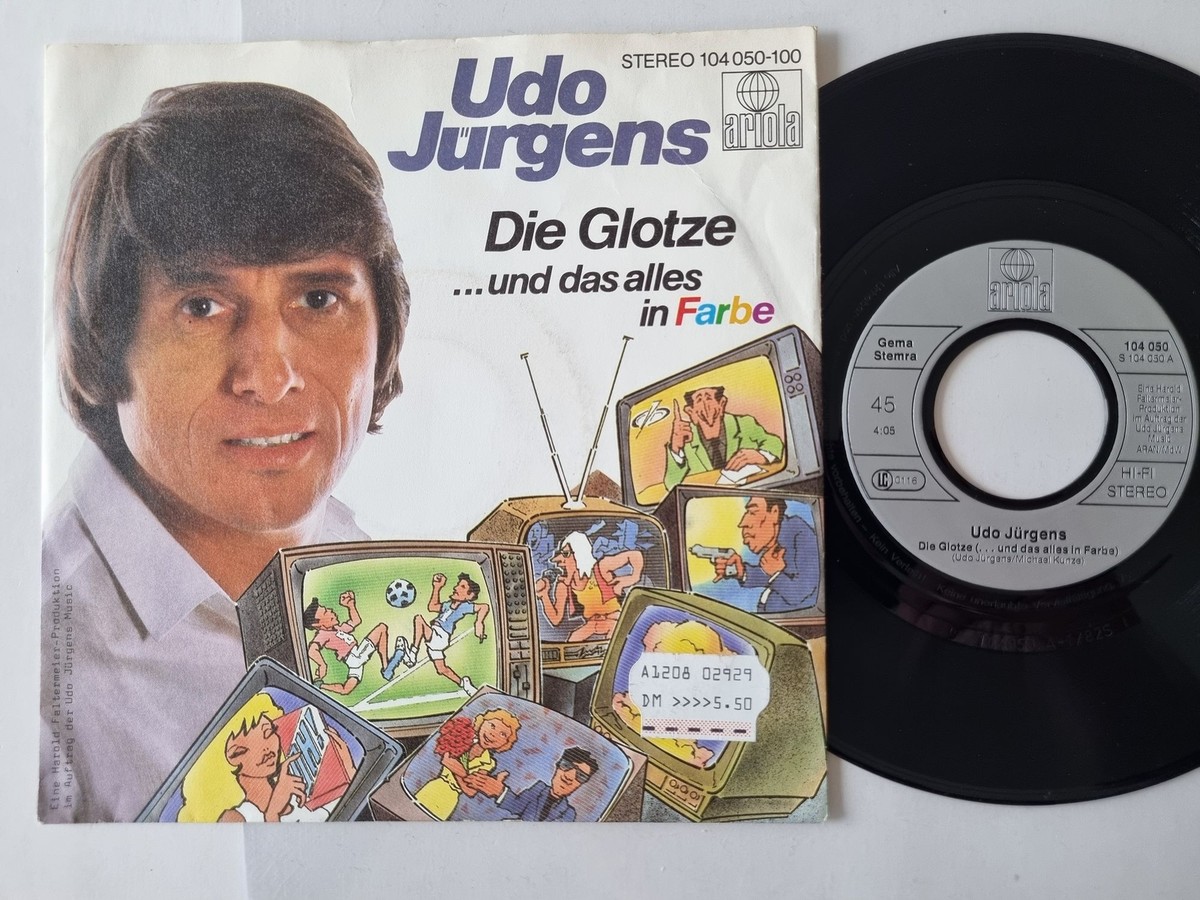 STEREO 104 050-100
ariola
Udo
Jürgens
Die Glotze
...und das alles
in Farbe
A1208 02929
DM >>>>5.50
Eine Harold Faltermeier-Produktion
im Auftrag der Udo Jürgens Music
ariola
Gema
Stemra
45
4:05
LC 0116
104 050
S 104 050 A
Eine Harold
Faltermeier-
Produktion
im Auftrag der
Udo Jürgens
Music
ARAN/MdW
HI-FI
STEREO
Udo Jürgens
Die Glotze (... und das alles in Farbe)
(Udo Jürgens/Michael Kunze)